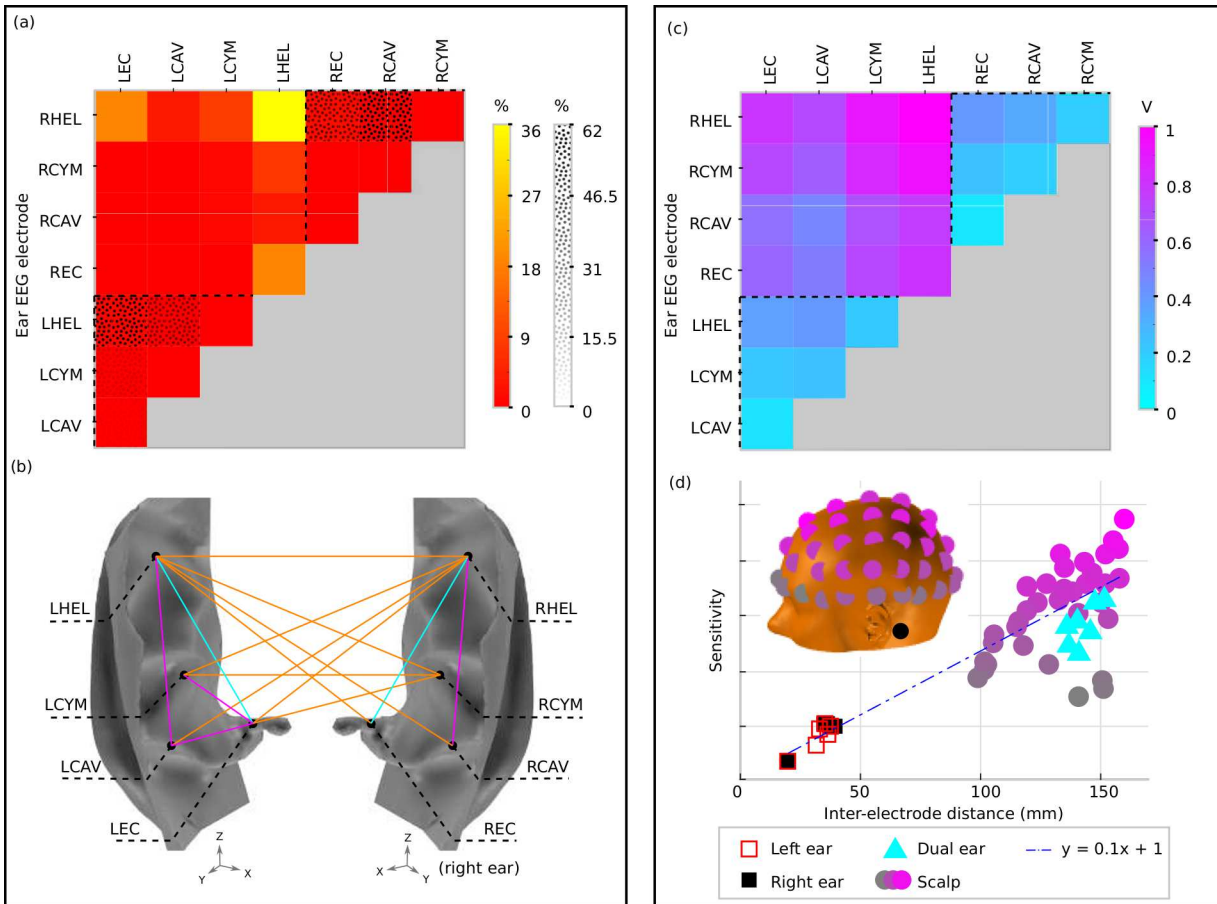 (a)
LEC LCAV LCYM LHEL REC RCAV RCYM
Ear EEG electrode
RHEL
RCYM
RCAV
REC
LHEL
LCYM
LCAV
% %
36 62
27 46.5
18 31
9 15.5
0 0
(b)
LHEL RHEL
LCYM RCYM
LCAV RCAV
LEC REC
(right ear)
Z Z
Y X X Y
(c)
LEC LCAV LCYM LHEL REC RCAV RCYM
Ear EEG electrode
RHEL
RCYM
RCAV
REC
LHEL
LCYM
LCAV
V
1
0.8
0.6
0.4
0.2
0
(d)
Sensitivity
0 50 100 150
Inter-electrode distance (mm)
Left ear Dual ear y = 0.1x + 1
Right ear Scalp